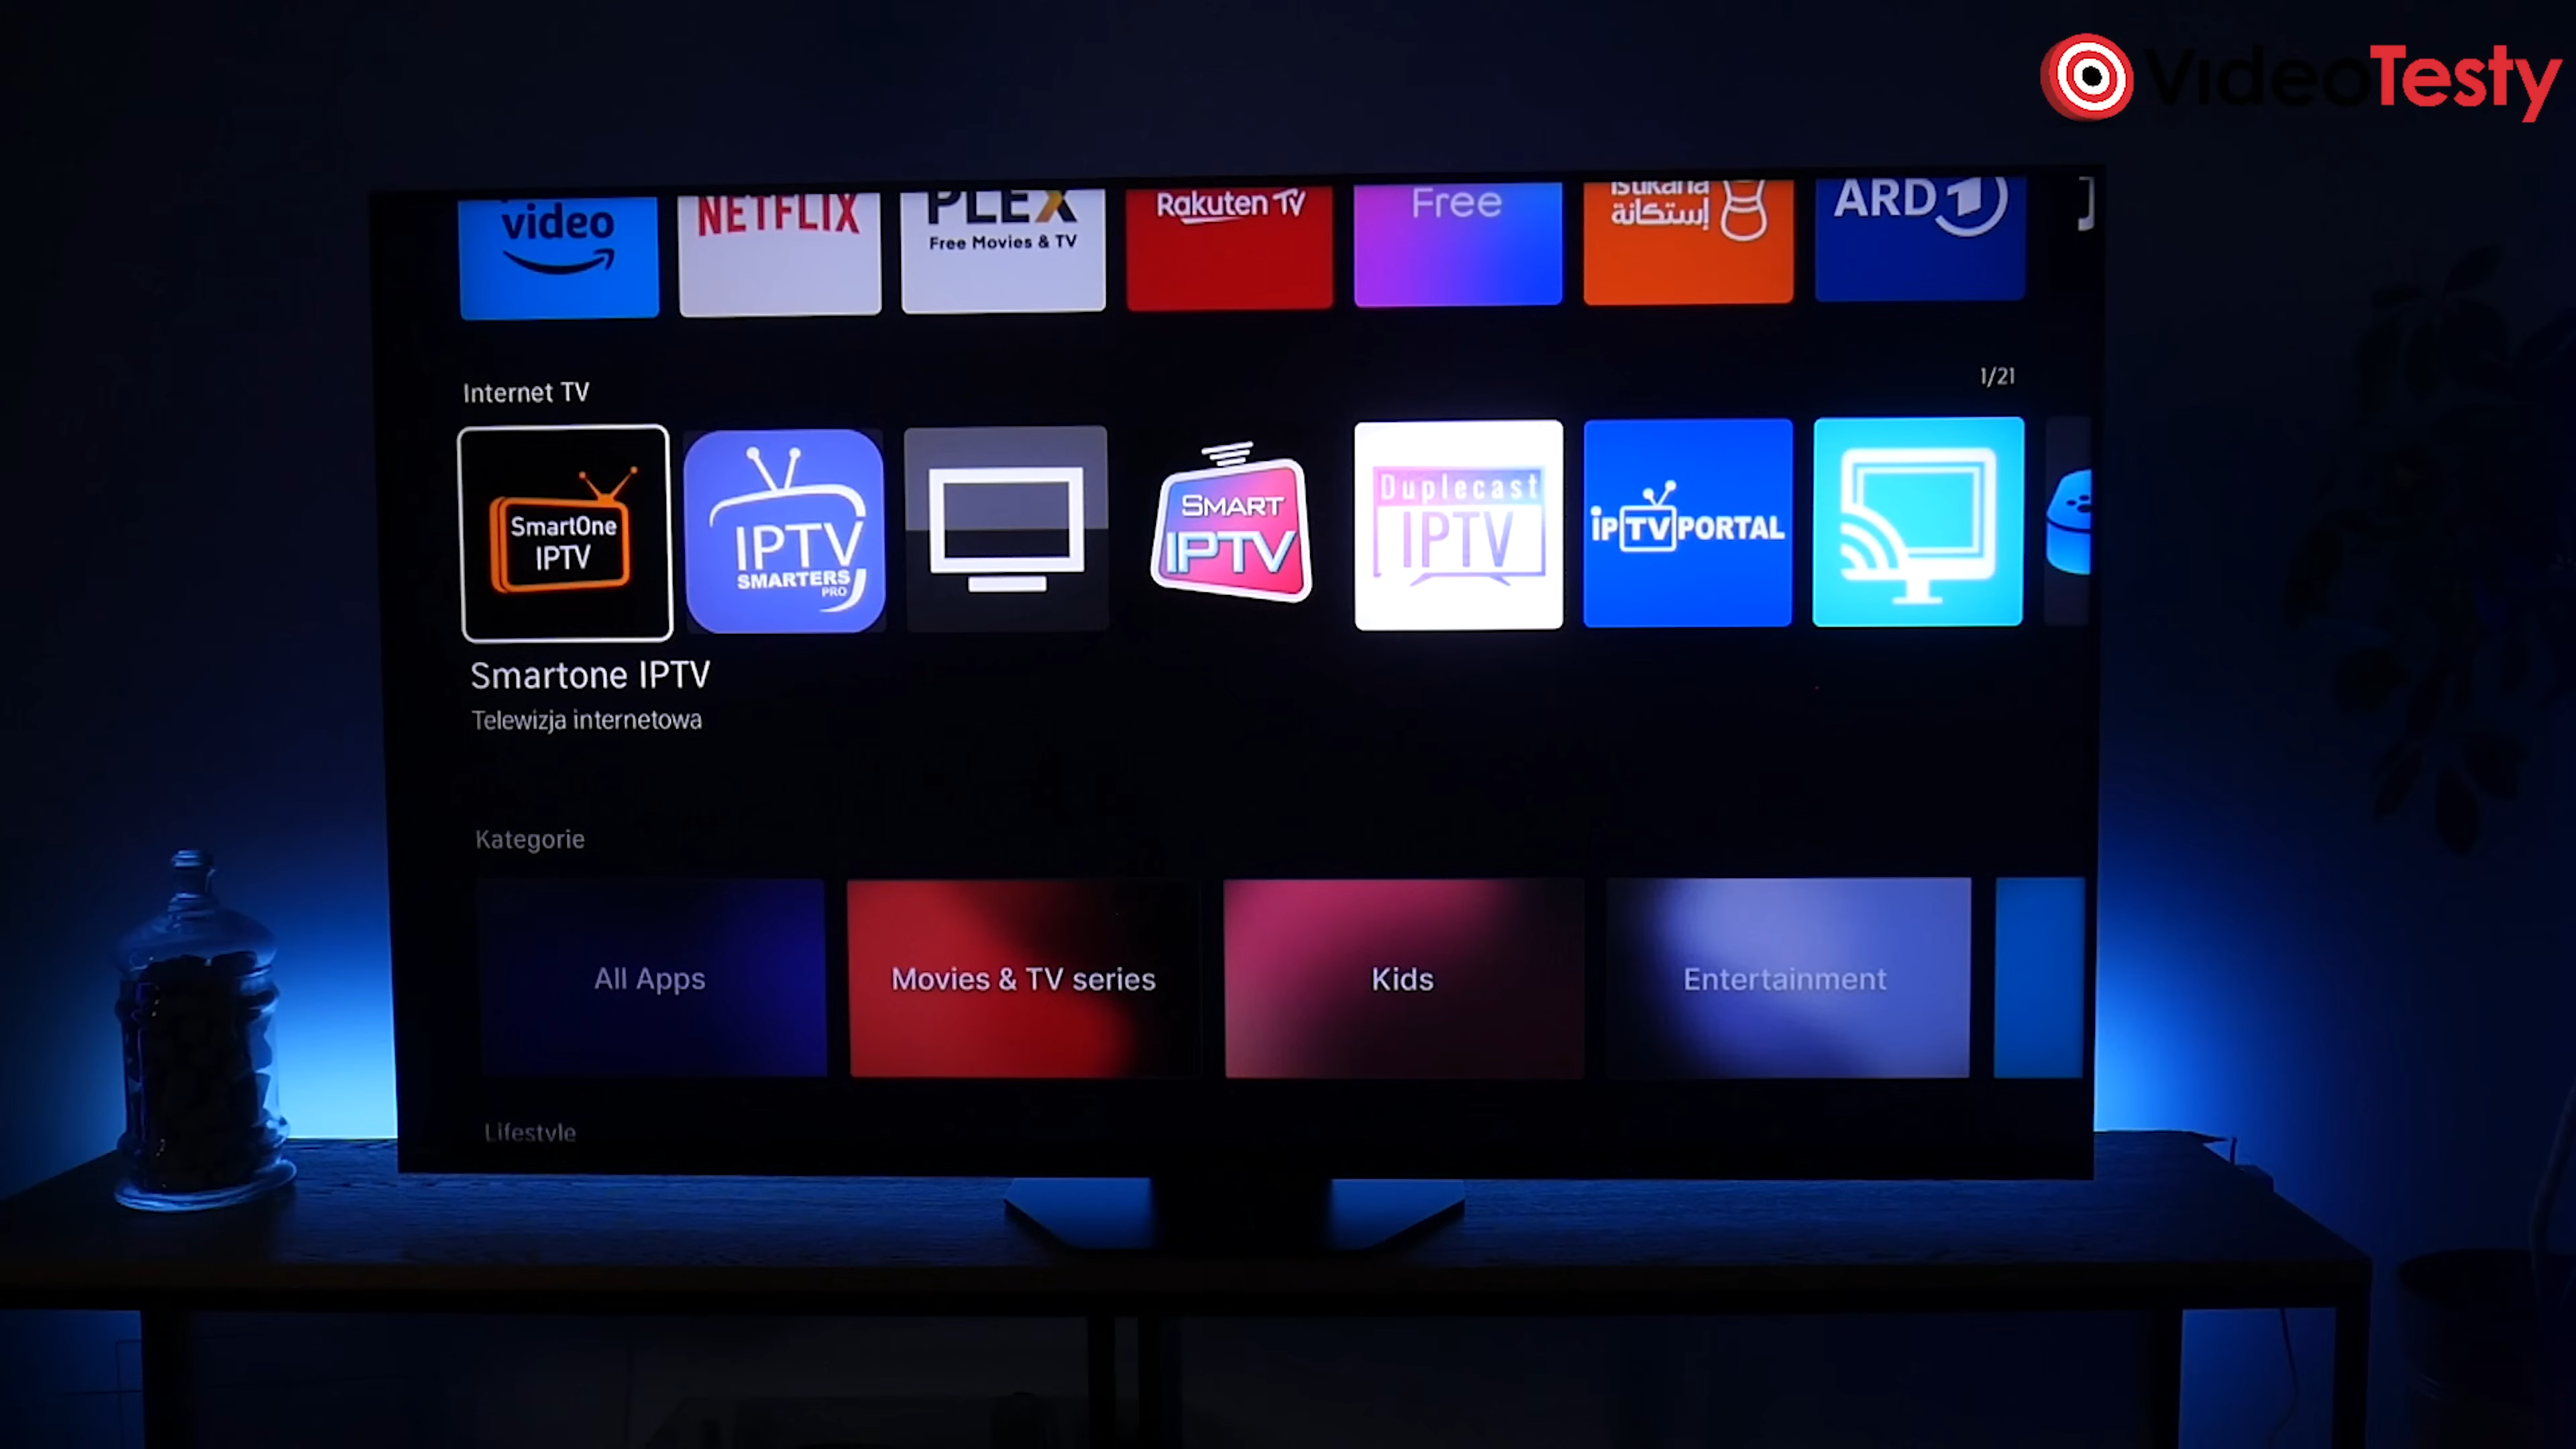 VideoTesty
video
NETFLIX
PLEX
Free Movies & TV
Rakuten TV
Free
istikana
إستكانة
ARD 1
Internet TV
1/21
SmartOne
IPTV
IPTV
SMARTERS
PRO
SMART
IPTV
Duplecast
IPTV
ipTVPORTAL
Smartone IPTV
Telewizja internetowa
Kategorie
All Apps
Movies & TV series
Kids
Entertainment
Lifestyle